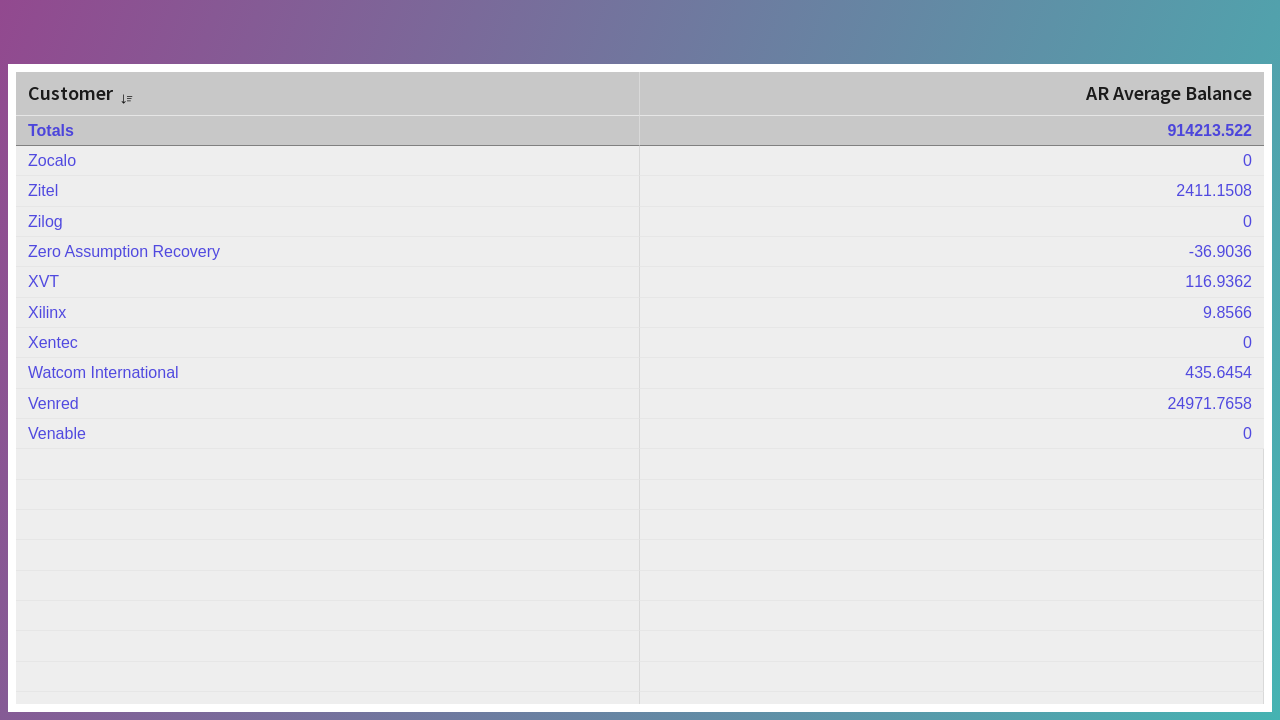 Customer AR Average Balance
Totals 914213.522
Zocalo 0
Zitel 2411.1508
Zilog 0
Zero Assumption Recovery -36.9036
XVT 116.9362
Xilinx 9.8566
Xentec 0
Watcom International 435.6454
Venred 24971.7658
Venable 0